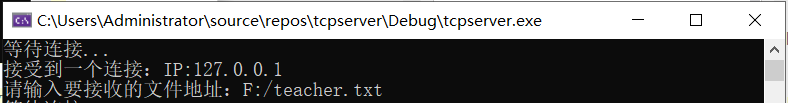 C:\Users\Administrator\source\repos\tcpserver\Debug\tcpserver.exe
等待连接...
接受到一个连接：IP:127.0.0.1
请输入要接收的文件地址：F:/teacher.txt